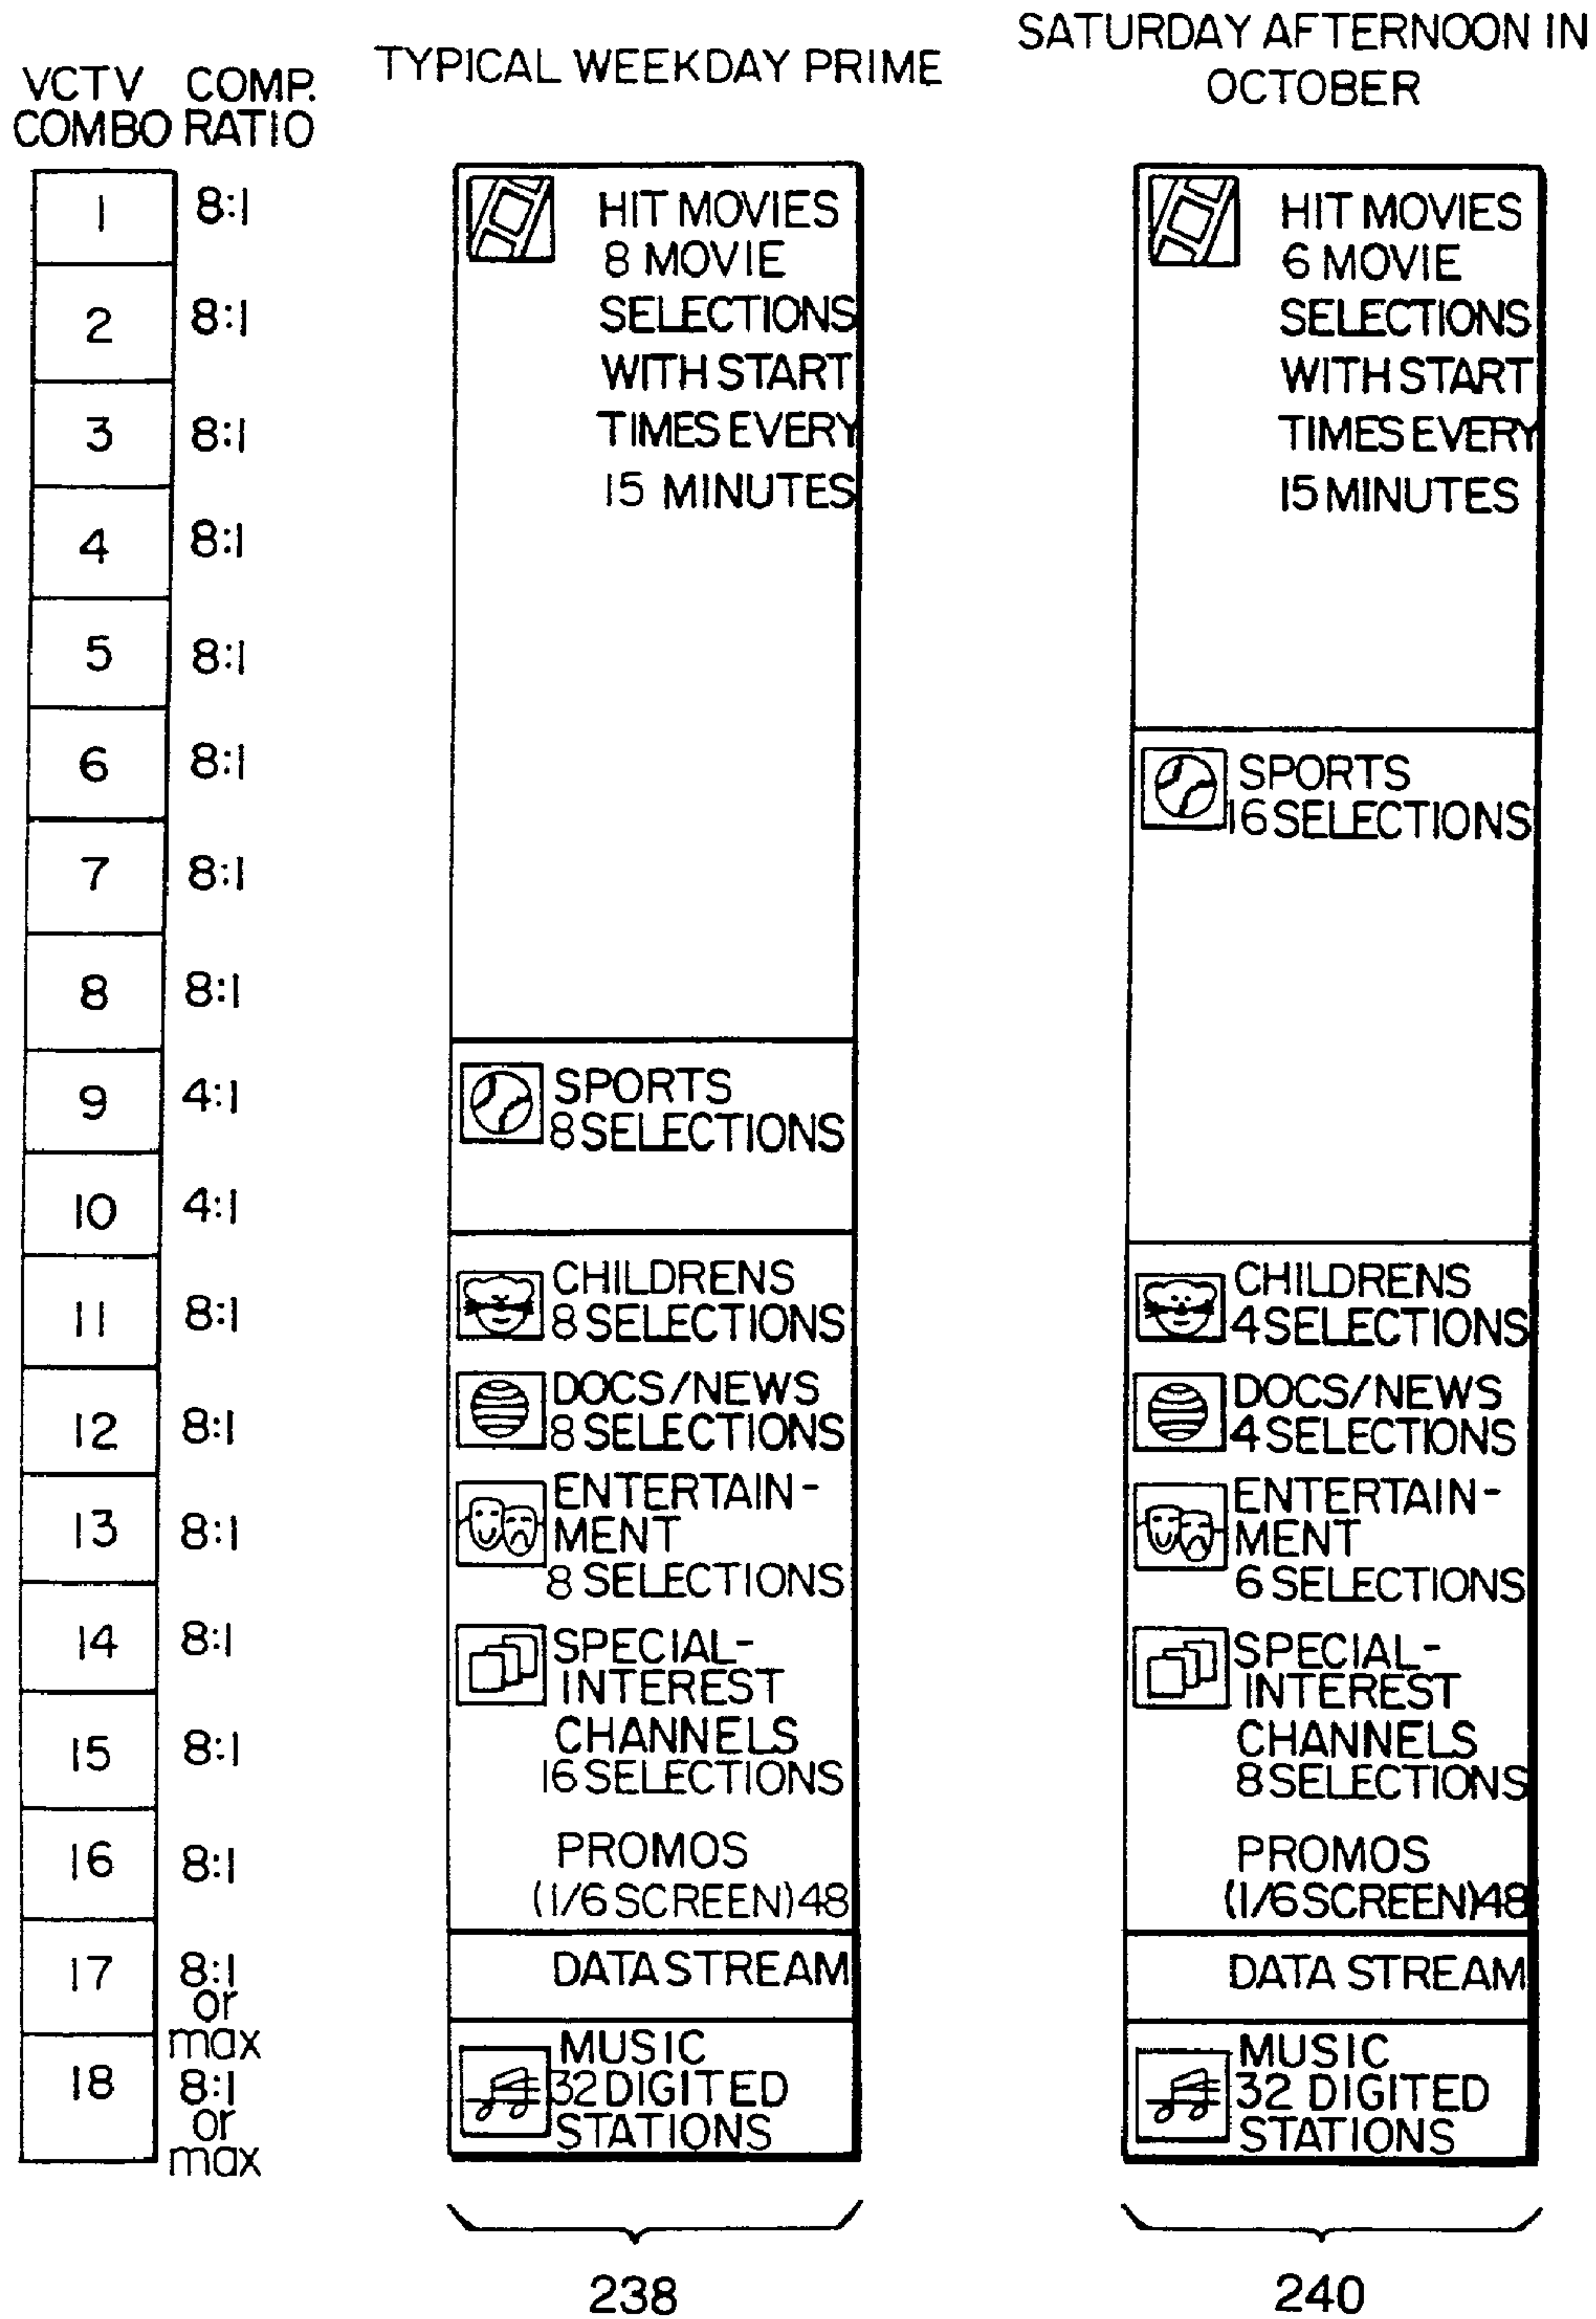 VCTV COMP.
COMBO RATIO
TYPICAL WEEKDAY PRIME
SATURDAY AFTERNOON IN
OCTOBER
1 8:1
2 8:1
3 8:1
4 8:1
5 8:1
6 8:1
7 8:1
8 8:1
9 4:1
10 4:1
11 8:1
12 8:1
13 8:1
14 8:1
15 8:1
16 8:1
17 8:1
or
max
18 8:1
or
max
HIT MOVIES
8 MOVIE
SELECTIONS
WITH START
TIMES EVERY
15 MINUTES
SPORTS
8 SELECTIONS
CHILDRENS
8 SELECTIONS
DOCS/NEWS
8 SELECTIONS
ENTERTAIN-
MENT
8 SELECTIONS
SPECIAL-
INTEREST
CHANNELS
16 SELECTIONS
PROMOS
(1/6 SCREEN) 48
DATA STREAM
MUSIC
32 DIGITED
STATIONS
238
HIT MOVIES
6 MOVIE
SELECTIONS
WITH START
TIMES EVERY
15 MINUTES
SPORTS
16 SELECTIONS
CHILDRENS
4 SELECTIONS
DOCS/NEWS
4 SELECTIONS
ENTERTAIN-
MENT
6 SELECTIONS
SPECIAL-
INTEREST
CHANNELS
8 SELECTIONS
PROMOS
(1/6 SCREEN) 48
DATA STREAM
MUSIC
32 DIGITED
STATIONS
240